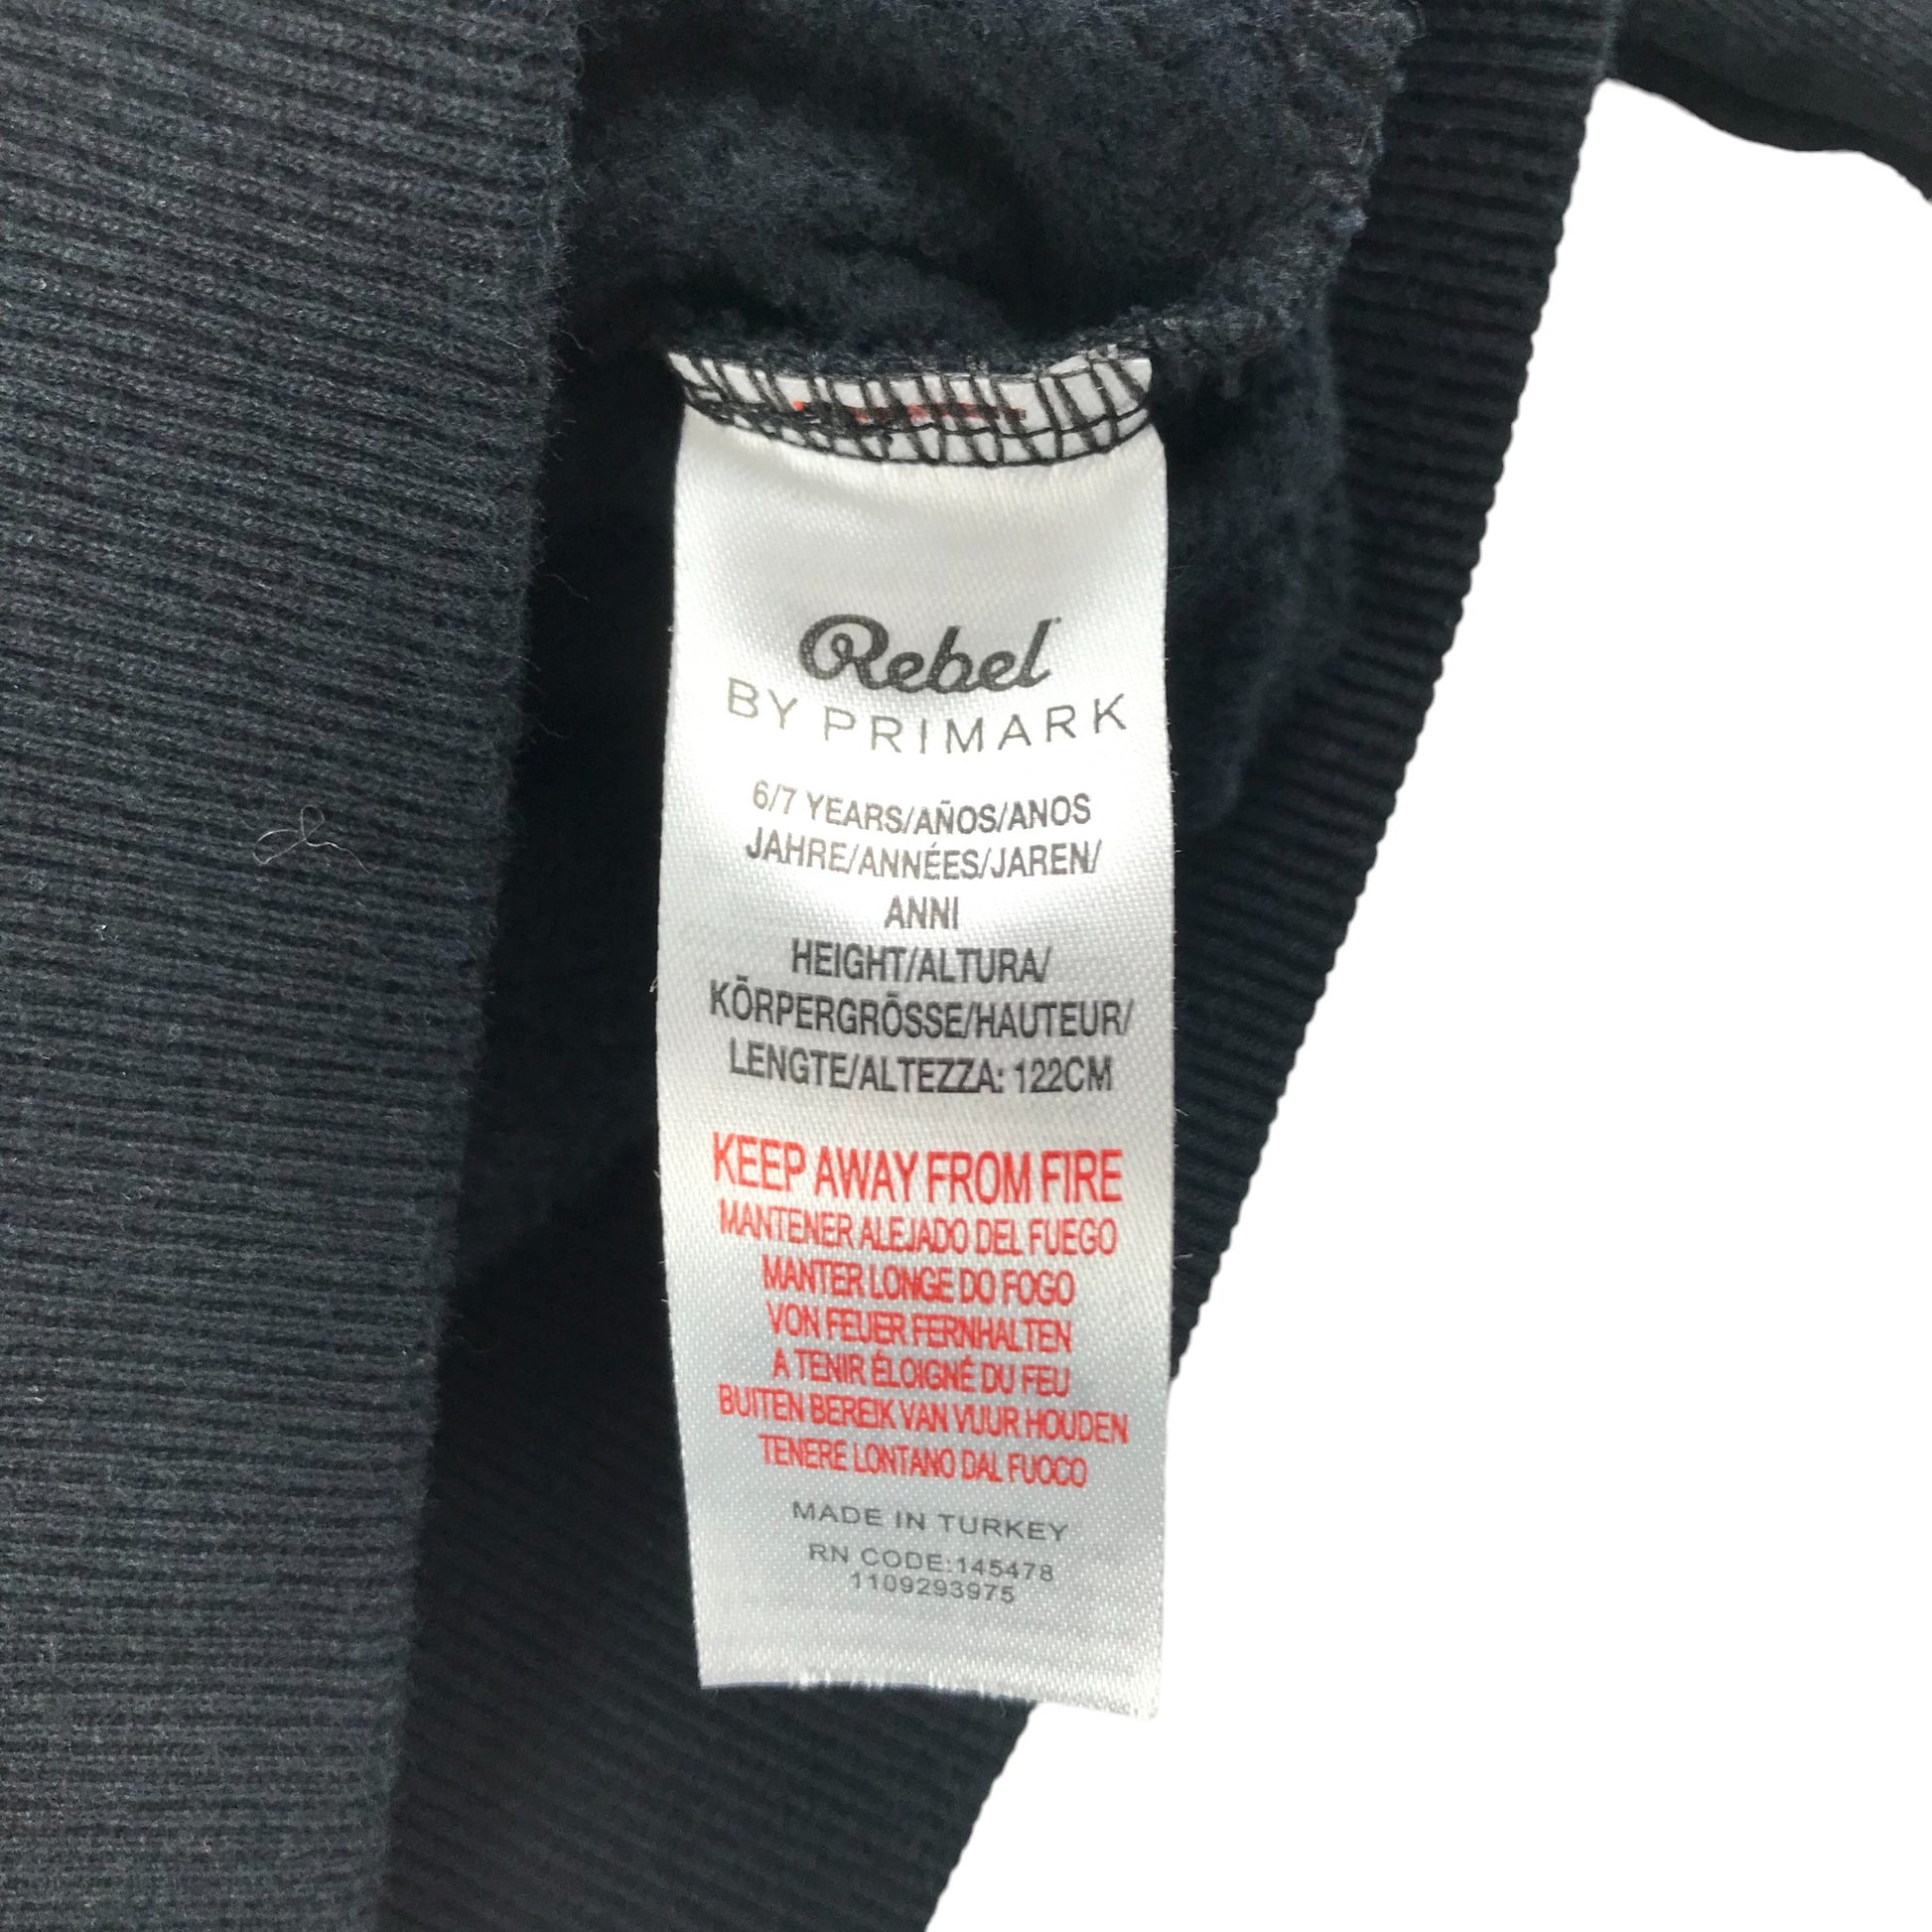 Rebel
BY PRIMARK
6/7 YEARS/AÑOS/ANOS
JAHRE/ANNÉES/JAREN/
ANNI
HEIGHT/ALTURA/
KÖRPERGRÖSSE/HAUTEUR/
LENGTE/ALTEZZA: 122CM
KEEP AWAY FROM FIRE
MANTENER ALEJADO DEL FUEGO
MANTER LONGE DO FOGO
VON FEUER FERNHALTEN
A TENIR ÉLOIGNÉ DU FEU
BUITEN BEREIK VAN VUUR HOUDEN
TENERE LONTANO DAL FUOCO
MADE IN TURKEY
RN CODE:145478
1109293975